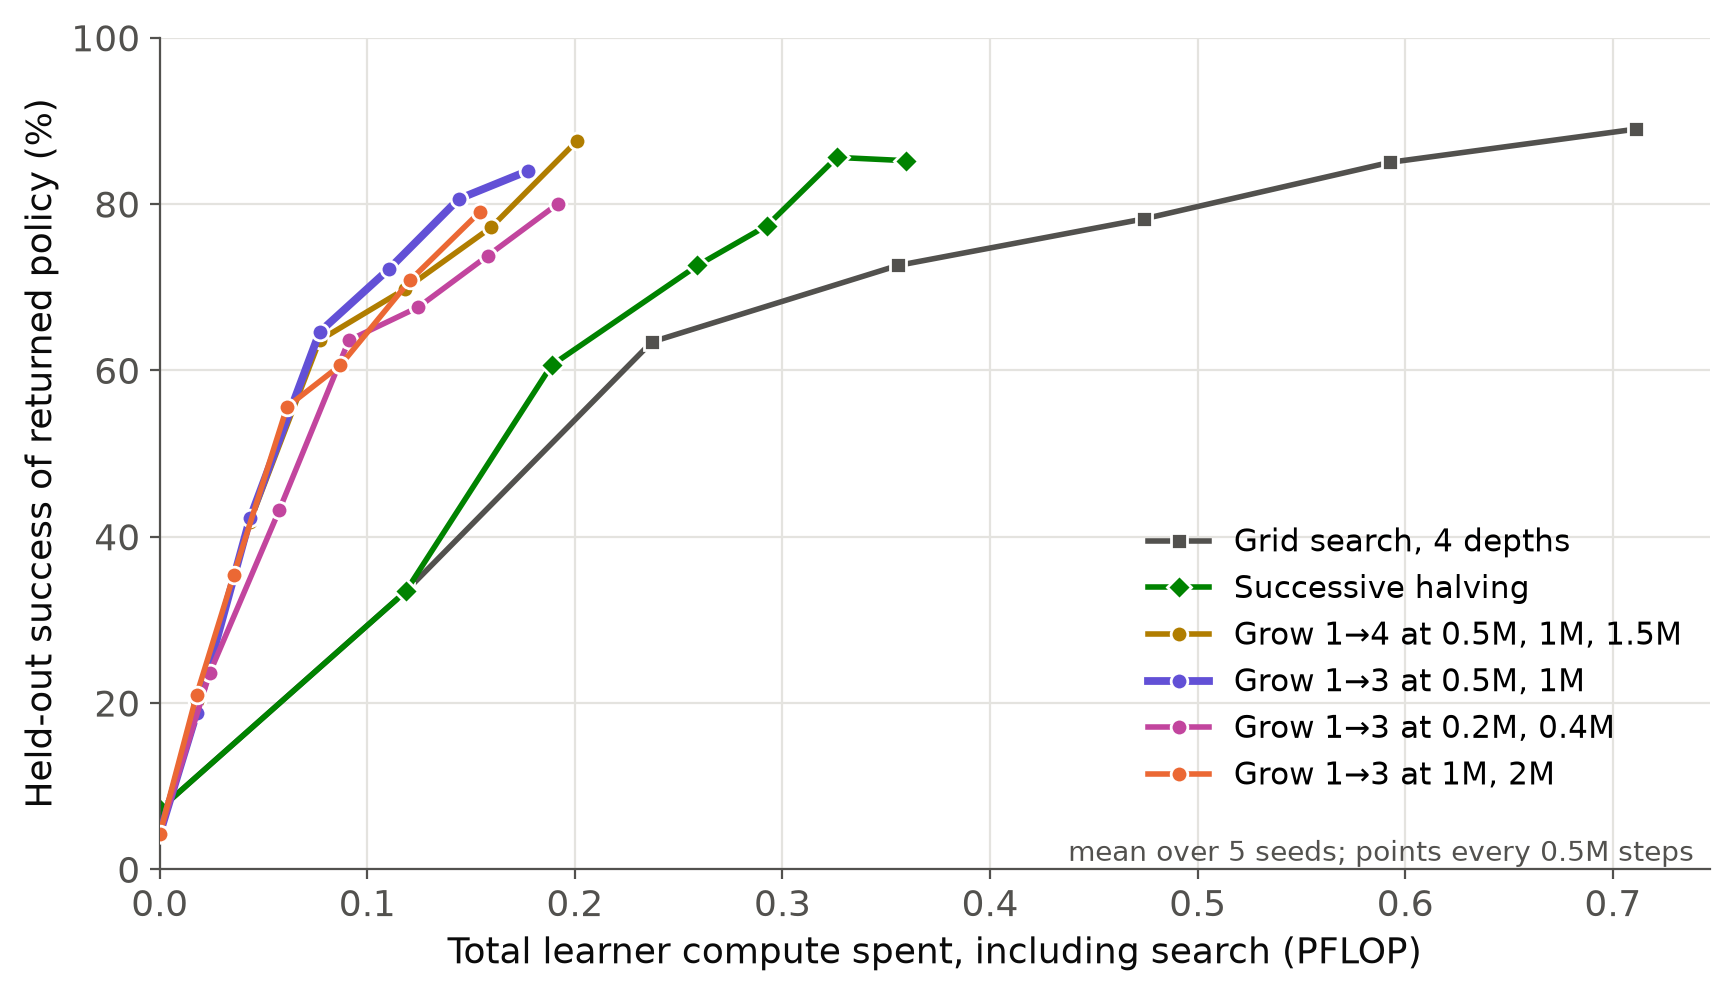 Held-out success of returned policy (%)
100
80
60
40
20
0
Grid search, 4 depths
Successive halving
Grow 1→4 at 0.5M, 1M, 1.5M
Grow 1→3 at 0.5M, 1M
Grow 1→3 at 0.2M, 0.4M
Grow 1→3 at 1M, 2M
mean over 5 seeds; points every 0.5M steps
0.0 0.1 0.2 0.3 0.4 0.5 0.6 0.7
Total learner compute spent, including search (PFLOP)